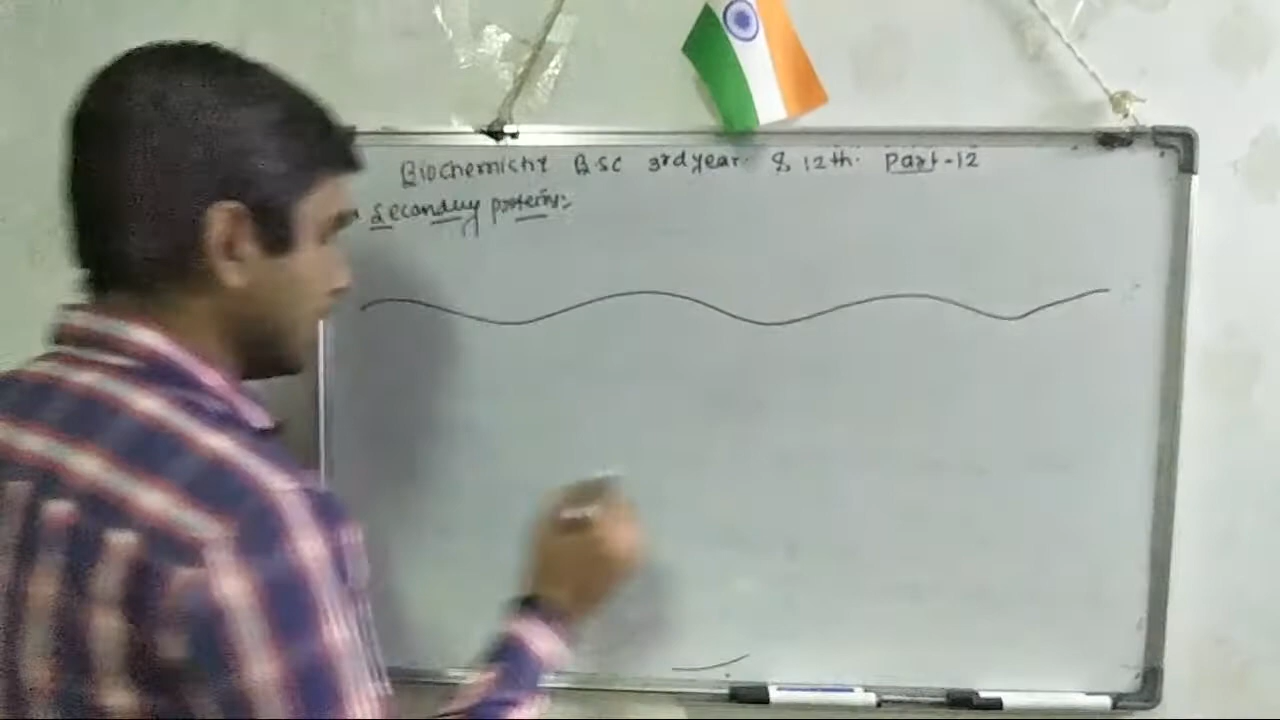 Biochemistry B.SC 3rd year. & 12th. Part-12
Secondary proteins: